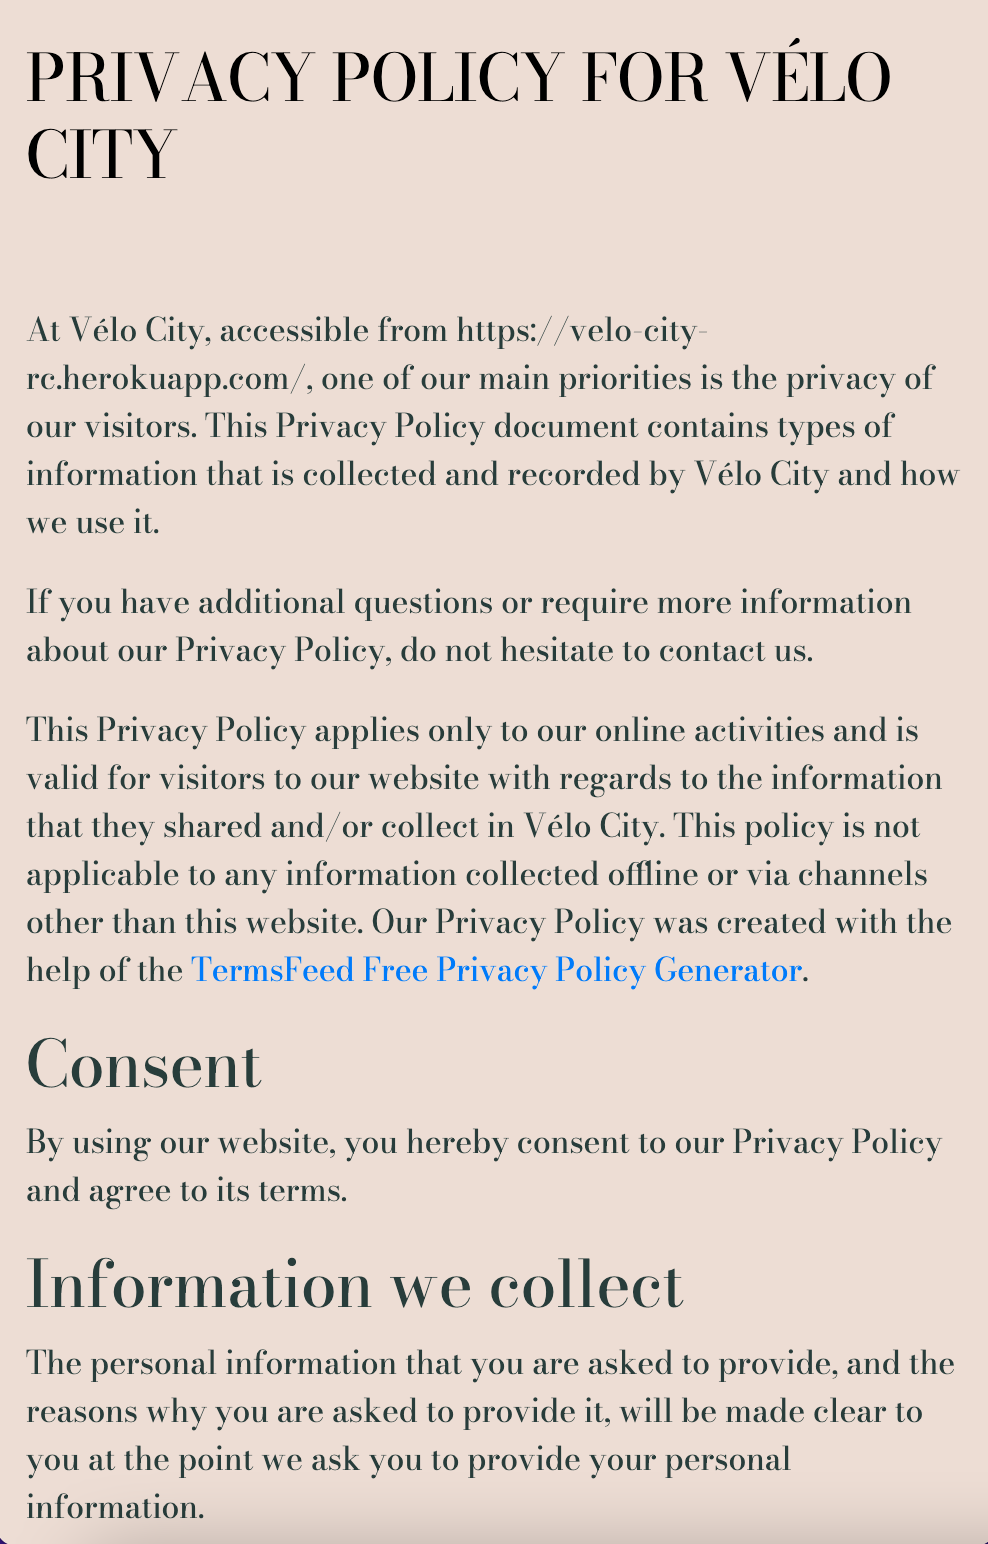 PRIVACY POLICY FOR VÉLO
CITY
At Vélo City, accessible from https://velo-city-
rc.herokuapp.com/, one of our main priorities is the privacy of
our visitors. This Privacy Policy document contains types of
information that is collected and recorded by Vélo City and how
we use it.
If you have additional questions or require more information
about our Privacy Policy, do not hesitate to contact us.
This Privacy Policy applies only to our online activities and is
valid for visitors to our website with regards to the information
that they shared and/or collect in Vélo City. This policy is not
applicable to any information collected offline or via channels
other than this website. Our Privacy Policy was created with the
help of the TermsFeed Free Privacy Policy Generator.
Consent
By using our website, you hereby consent to our Privacy Policy
and agree to its terms.
Information we collect
The personal information that you are asked to provide, and the
reasons why you are asked to provide it, will be made clear to
you at the point we ask you to provide your personal
information.